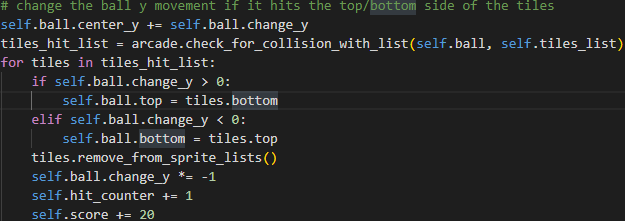 # change the ball y movement if it hits the top/bottom side of the tiles
self.ball.center_y += self.ball.change_y
tiles_hit_list = arcade.check_for_collision_with_list(self.ball, self.tiles_list)
for tiles in tiles_hit_list:
    if self.ball.change_y > 0:
        self.ball.top = tiles.bottom
    elif self.ball.change_y < 0:
        self.ball.bottom = tiles.top
    tiles.remove_from_sprite_lists()
    self.ball.change_y *= -1
    self.hit_counter += 1
    self.score += 20